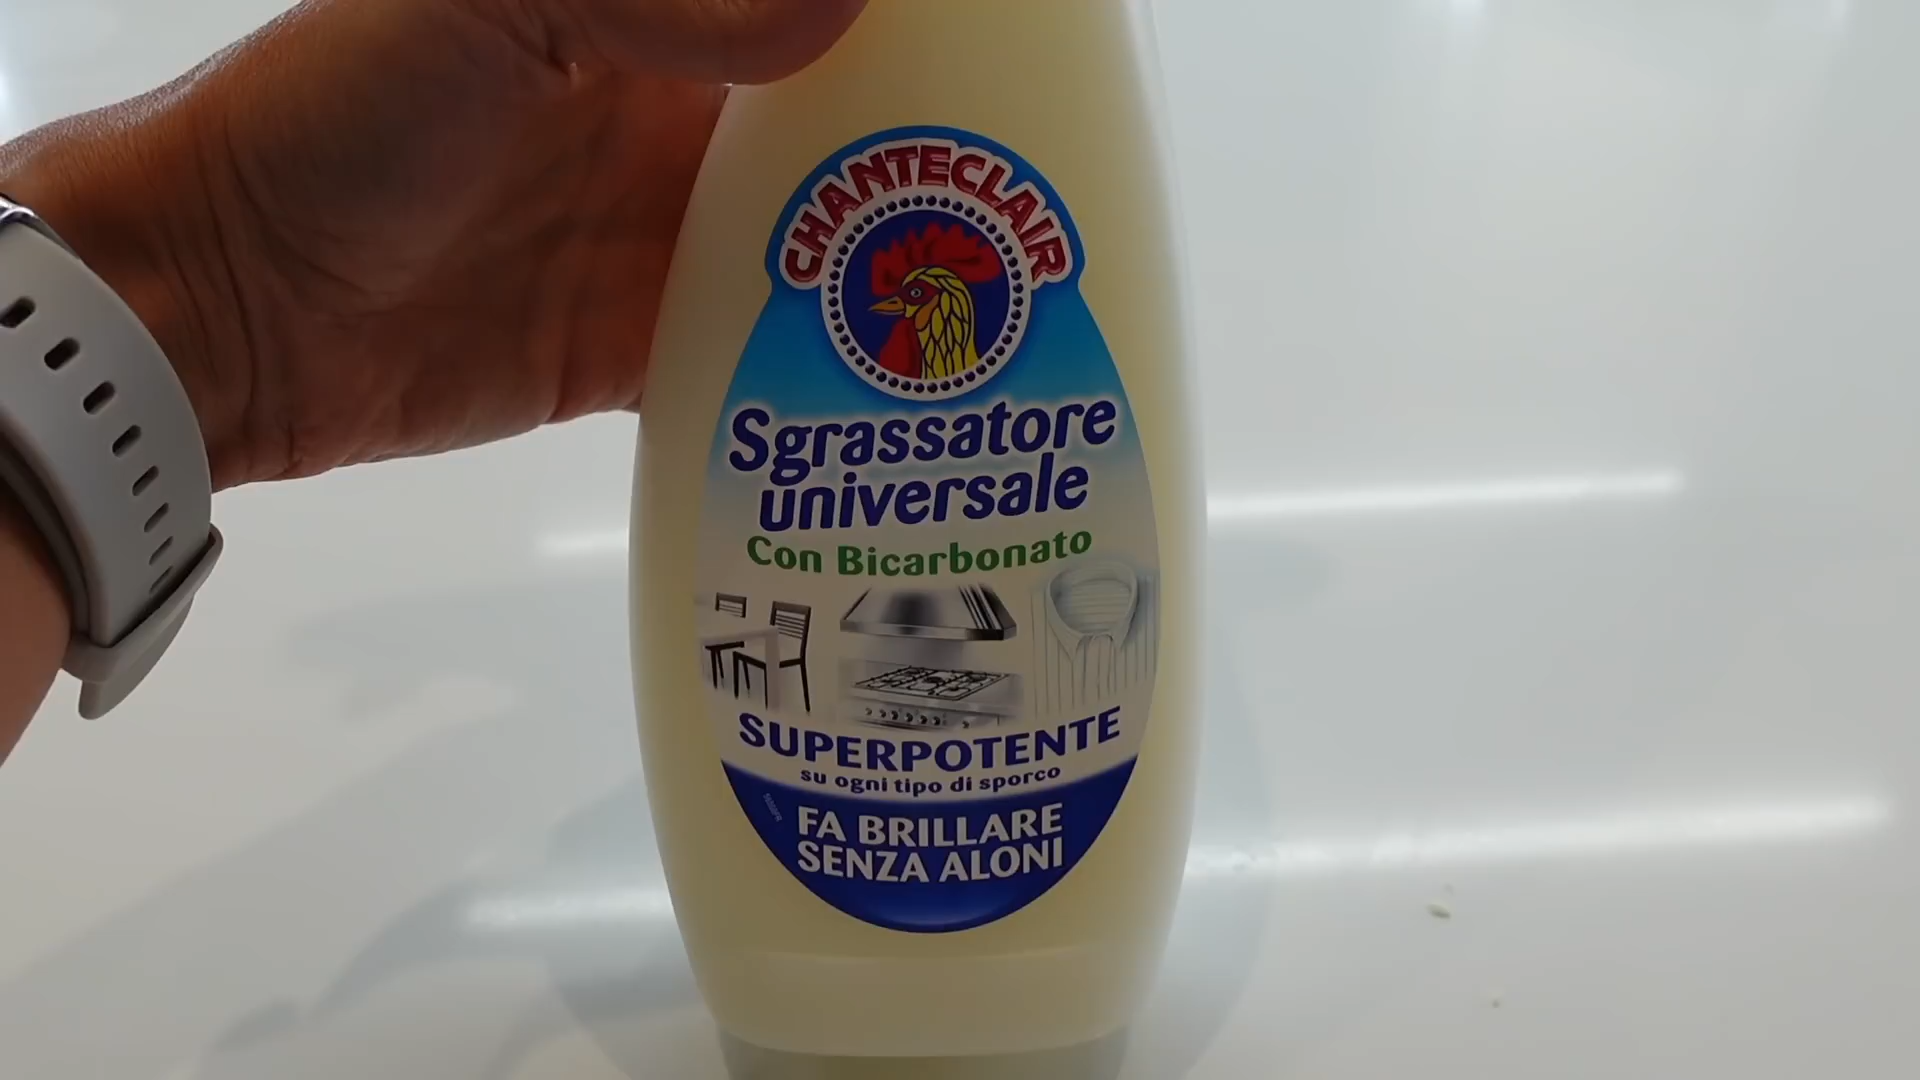 CHANTECLAIR
Sgrassatore
universale
Con Bicarbonato
SUPERPOTENTE
su ogni tipo di sporco
FA BRILLARE
SENZA ALONI